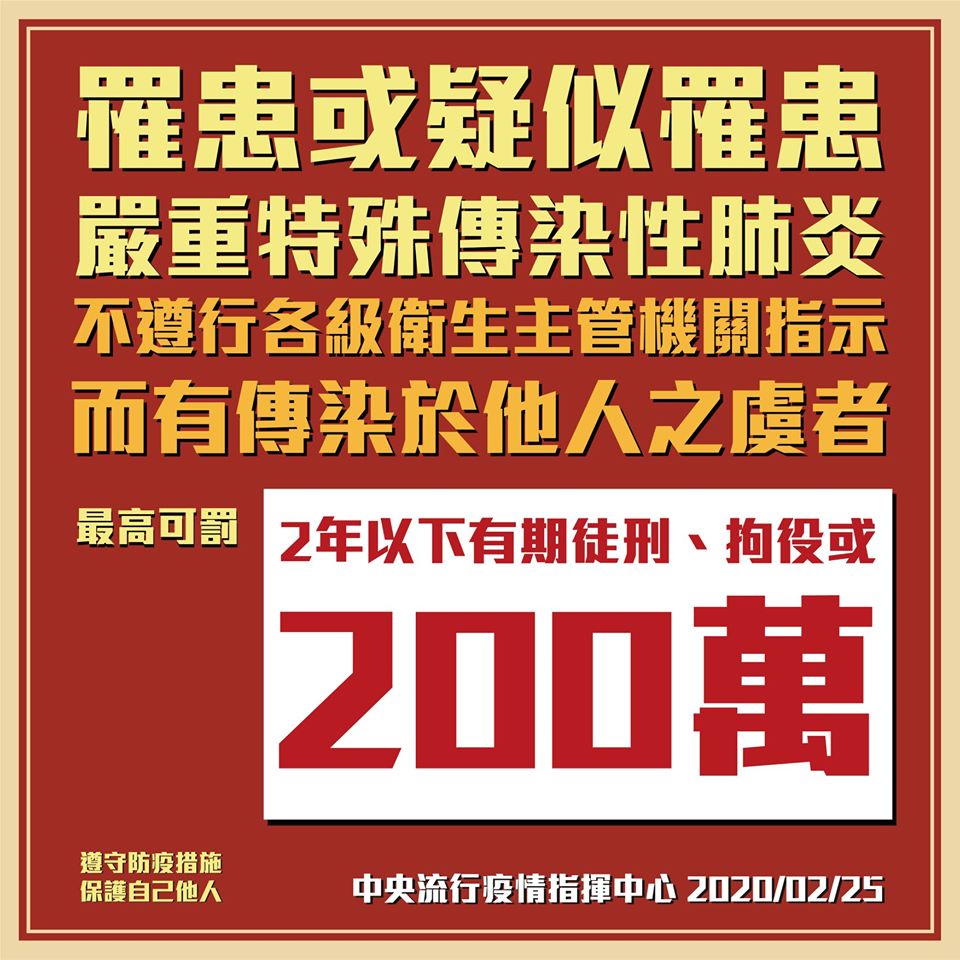 罹患或疑似罹患
嚴重特殊傳染性肺炎
不遵行各級衛生主管機關指示
而有傳染於他人之虞者
最高可罰
2年以下有期徒刑、拘役或
200萬
遵守防疫措施
保護自己他人
中央流行疫情指揮中心 2020/02/25